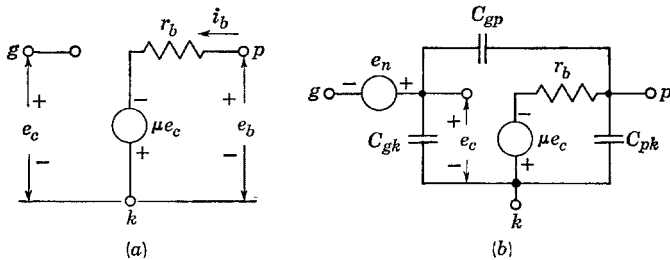 r_b i_b
g p
+ − +
e_c μe_c e_b
− + −
k
(a)
C_gp
e_n r_b
g − + p
+ −
C_gk e_c μe_c C_pk
− +
k
(b)